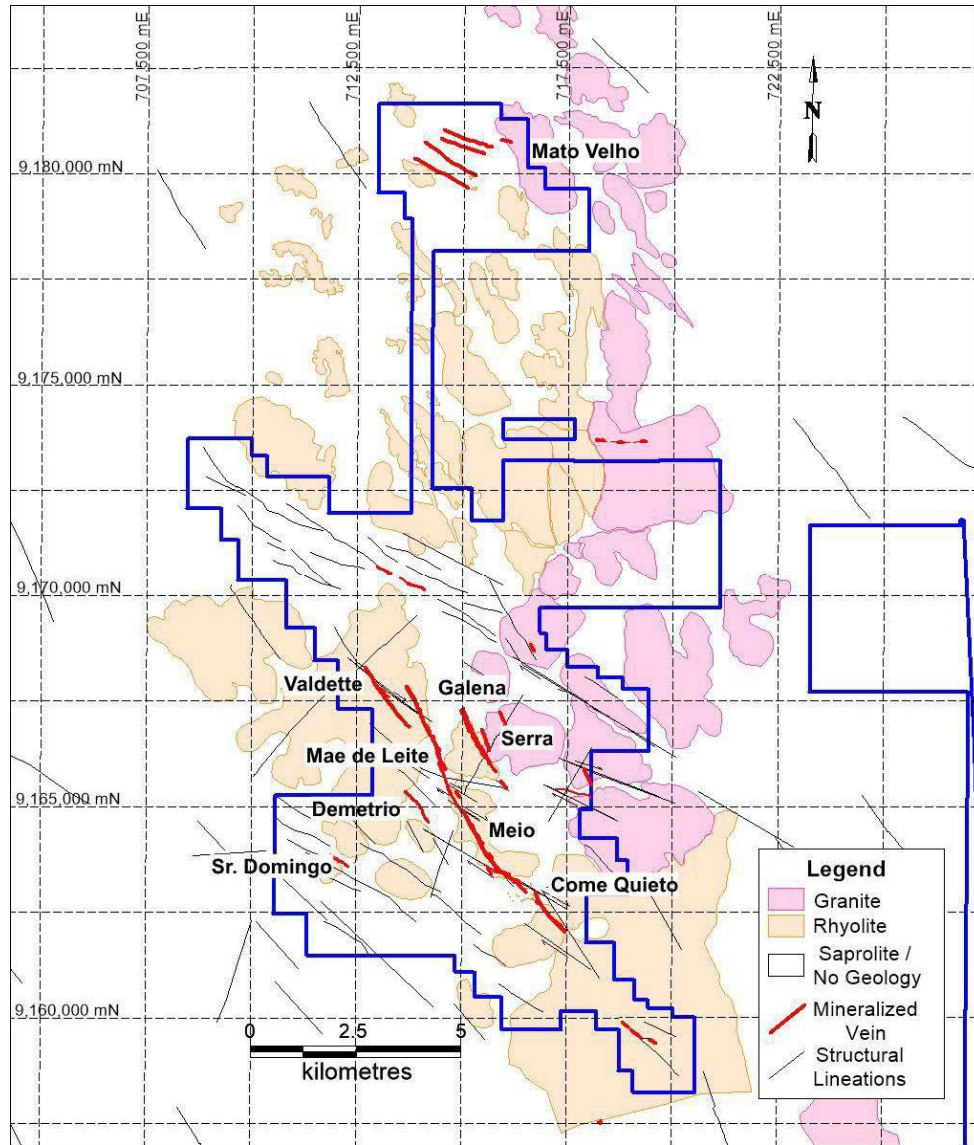 707,500 mE
712,500 mE
717,500 mE
722,500 mE
N
Mato Velho
9,180,000 mN
9,175,000 mN
9,170,000 mN
Valdette
Galena
Serra
Mae de Leite
9,165,000 mN
Demetrio
Meio
Sr. Domingo
Come Quieto
9,160,000 mN
0 2.5 5
kilometres
Legend
Granite
Rhyolite
Saprolite /
No Geology
Mineralized
Vein
Structural
Lineations